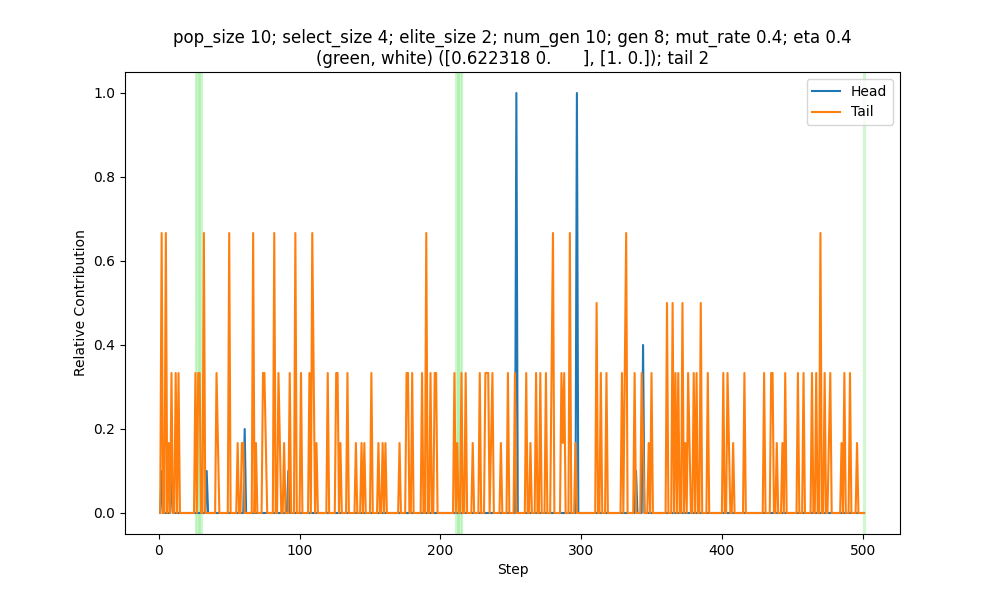 pop_size 10; select_size 4; elite_size 2; num_gen 10; gen 8; mut_rate 0.4; eta 0.4
(green, white) ([0.622318 0.      ], [1. 0.]); tail 2
Head
Tail
1.0
0.8
0.6
0.4
0.2
0.0
Relative Contribution
0
100
200
300
400
500
Step